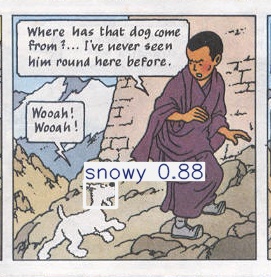 Where has that dog come
from?... I've never seen
him round here before.
Wooah!
Wooah!
snowy 0.88